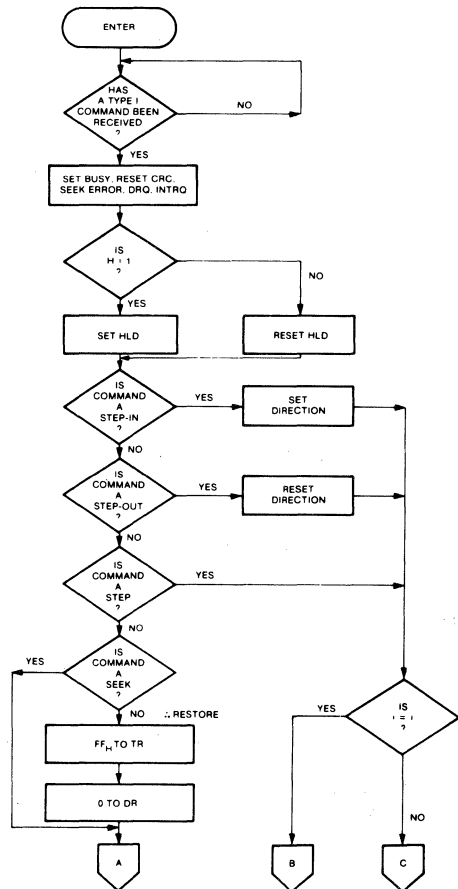 ENTER
HAS
A TYPE I
COMMAND BEEN
RECEIVED
?
NO
YES
SET BUSY, RESET CRC,
SEEK ERROR, DRQ, INTRQ
IS
?
NO
YES
SET HLD
RESET HLD
IS
COMMAND
A
STEP-IN
?
YES
SET
DIRECTION
NO
IS
COMMAND
A
STEP-OUT
?
YES
RESET
DIRECTION
NO
IS
COMMAND
A
STEP
?
YES
NO
IS
COMMAND
A
SEEK
?
YES
NO ∴ RESTORE
IS
?
YES
FFH TO TR
0 TO DR
NO
A
B
C